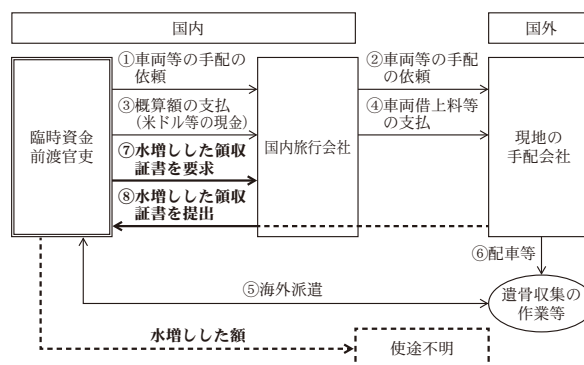 国内
国外
①車両等の手配の
依頼
②車両等の手配
の依頼
③概算額の支払
(米ドル等の現金)
④車両借上料等
の支払
臨時資金
前渡官吏
国内旅行会社
現地の
手配会社
⑦水増しした領収
証書を要求
⑧水増しした領収
証書を提出
⑥配車等
⑤海外派遣
遺骨収集の
作業等
水増しした額
使途不明